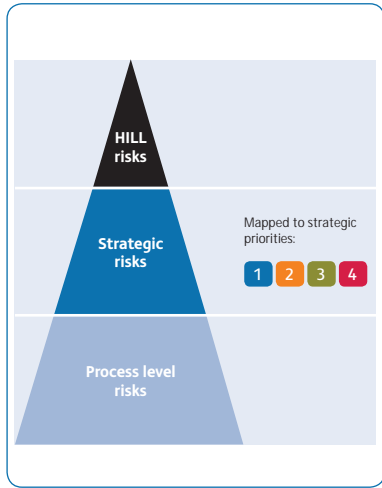 HILL
risks
Strategic
risks
Mapped to strategic
priorities:
1 2 3 4
Process level
risks